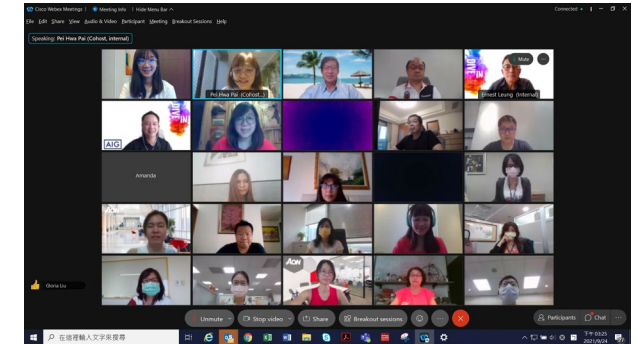 Cisco Webex Meetings
Meeting Info
Hide Menu Bar
Connected
File Edit Share View Audio & Video Participant Meeting Breakout Sessions Help
Speaking: Pei Hwa Pai (Cohost, internal)
Mute
Pei Hwa Pai (Cohost...)
Ernest Leung (Internal)
AIG
Amanda
AON
Gloria Liu
Unmute
Stop video
Share
Breakout sessions
Participants
Chat
在這裡輸入文字來搜尋
下午 03:25
2021/9/24